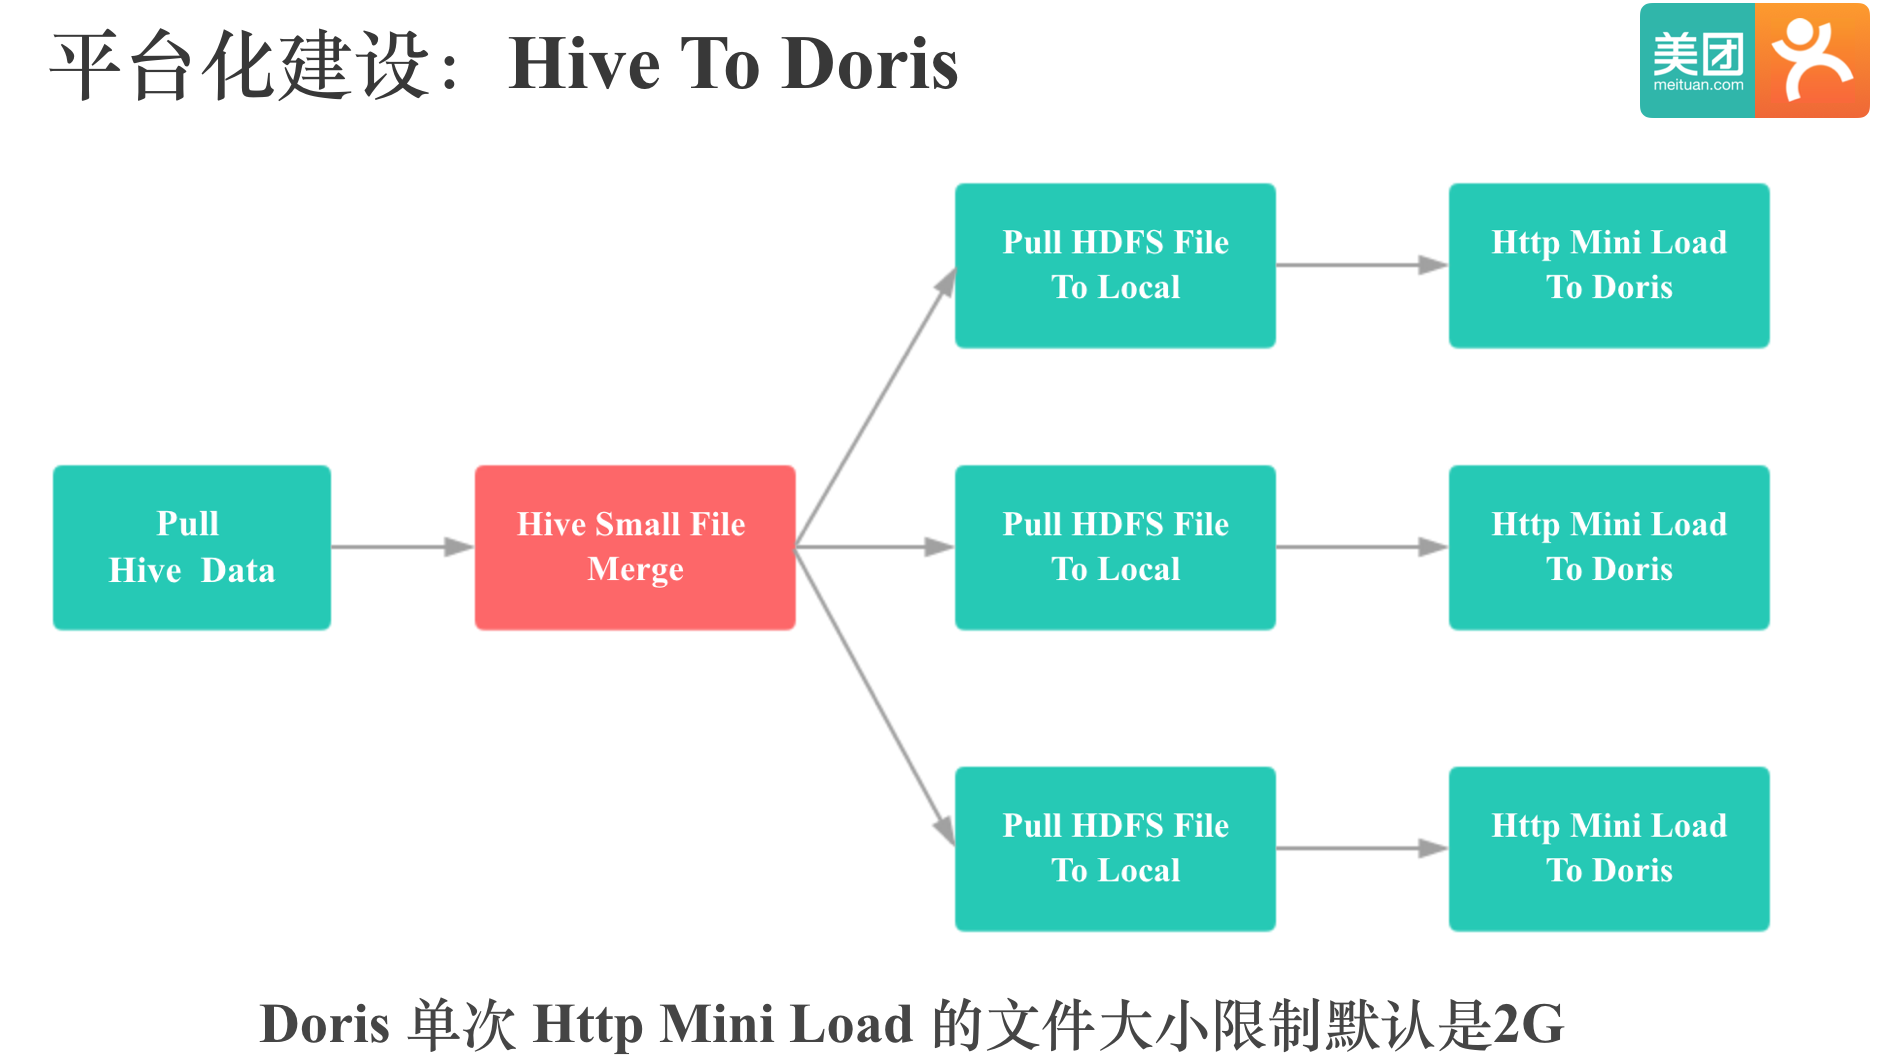 平台化建设：Hive To Doris
美团
meituan.com
Pull HDFS File
To Local
Http Mini Load
To Doris
Pull
Hive Data
Hive Small File
Merge
Pull HDFS File
To Local
Http Mini Load
To Doris
Pull HDFS File
To Local
Http Mini Load
To Doris
Doris 单次 Http Mini Load 的文件大小限制默认是2G